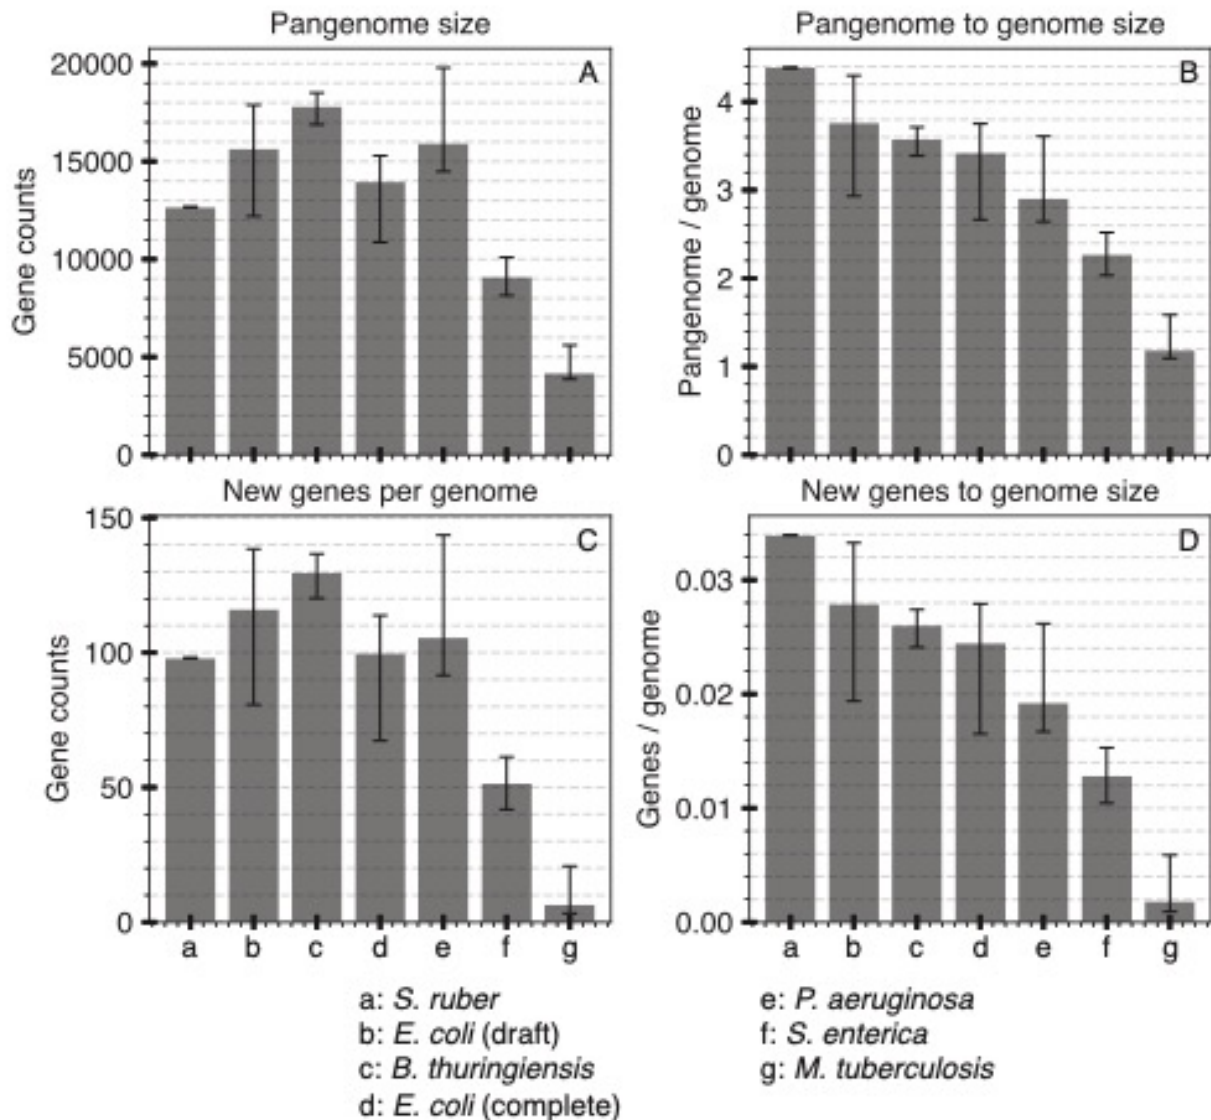 Pangenome size
Pangenome to genome size
A
B
Gene counts
20000
15000
10000
5000
0
Pangenome / genome
4
3
2
1
0
New genes per genome
New genes to genome size
C
D
Gene counts
150
100
50
0
Genes / genome
0.03
0.02
0.01
0.00
a b c d e f g
a b c d e f g
a: S. ruber
b: E. coli (draft)
c: B. thuringiensis
d: E. coli (complete)
e: P. aeruginosa
f: S. enterica
g: M. tuberculosis